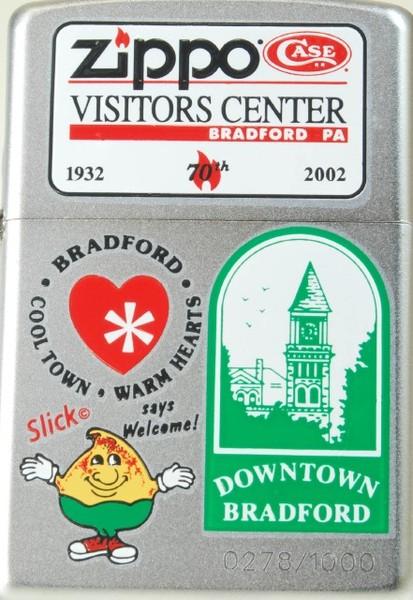 zippo CASE
VISITORS CENTER
BRADFORD PA
1932 70th 2002
• BRADFORD •
COOL TOWN • WARM HEARTS
Slick© says
Welcome!
DOWNTOWN
BRADFORD
0278/1000